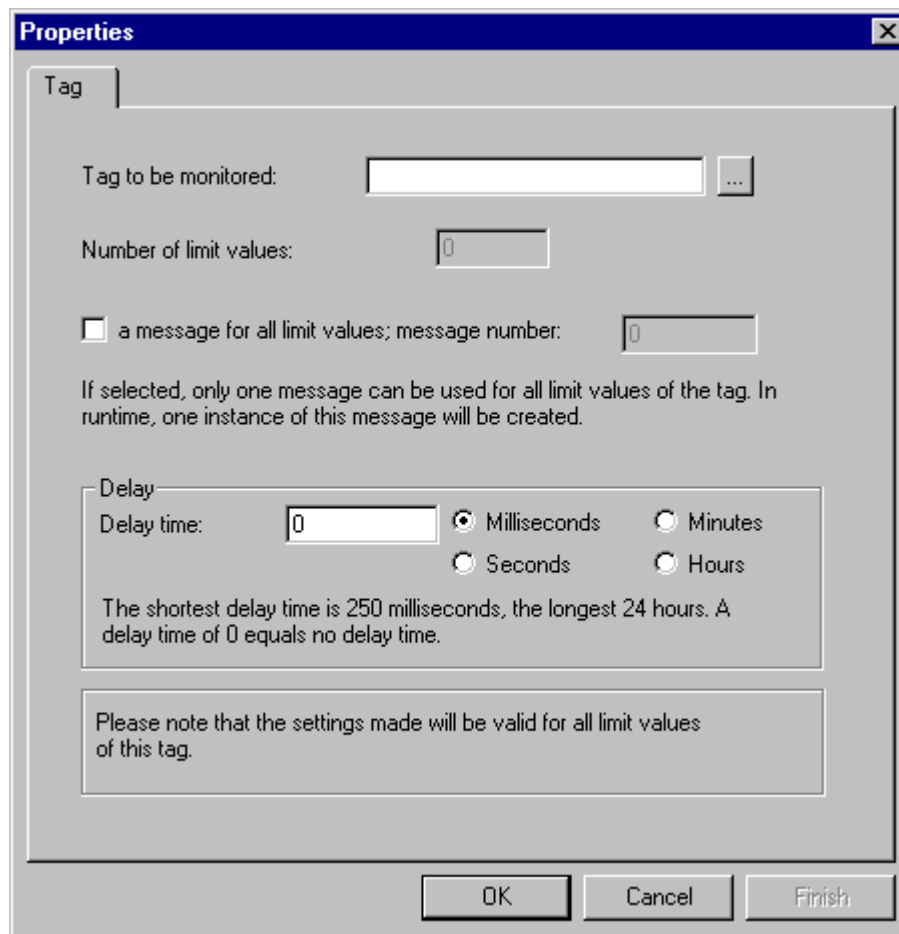 Properties
Tag
Tag to be monitored:
...
Number of limit values:
0
a message for all limit values; message number:
0
If selected, only one message can be used for all limit values of the tag. In
runtime, one instance of this message will be created.
Delay
Delay time:
0
Milliseconds
Minutes
Seconds
Hours
The shortest delay time is 250 milliseconds, the longest 24 hours. A
delay time of 0 equals no delay time.
Please note that the settings made will be valid for all limit values
of this tag.
OK
Cancel
Finish